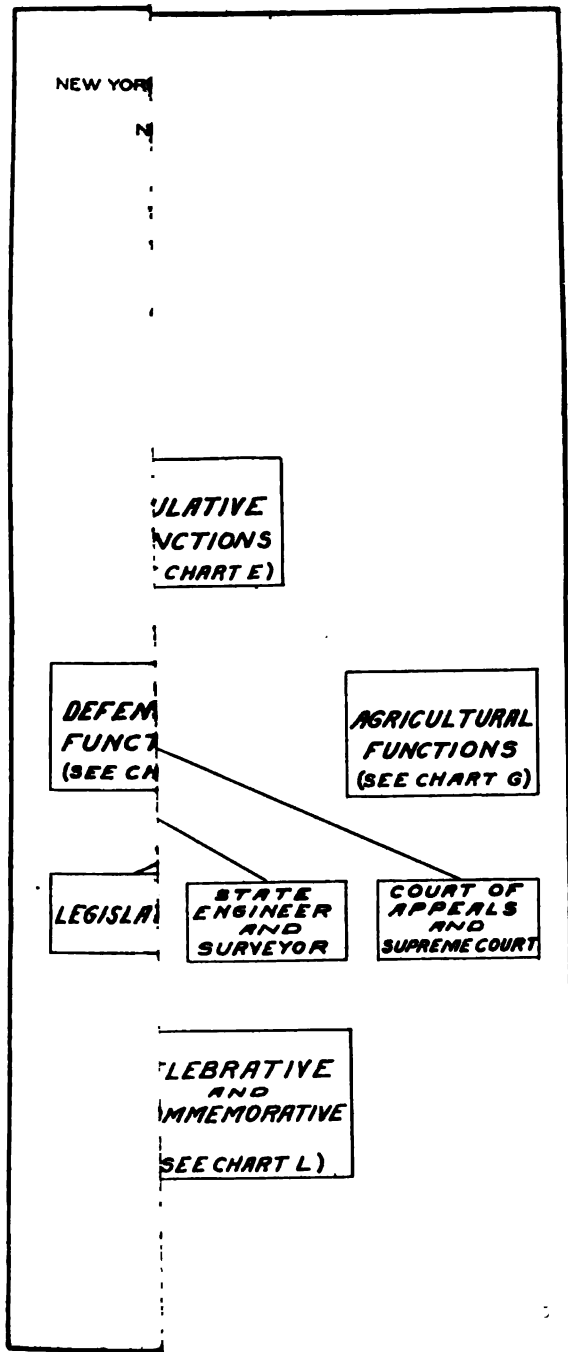 NEW YOR
N
ULATIVE
NCTIONS
CHART E)
DEFEN
FUNCT
(SEE CH
AGRICULTURAL
FUNCTIONS
(SEE CHART G)
LEGISLA
STATE
ENGINEER
AND
SURVEYOR
COURT OF
APPEALS
AND
SUPREME COURT
LEBRATIVE
AND
MMEMORATIVE
SEE CHART L)